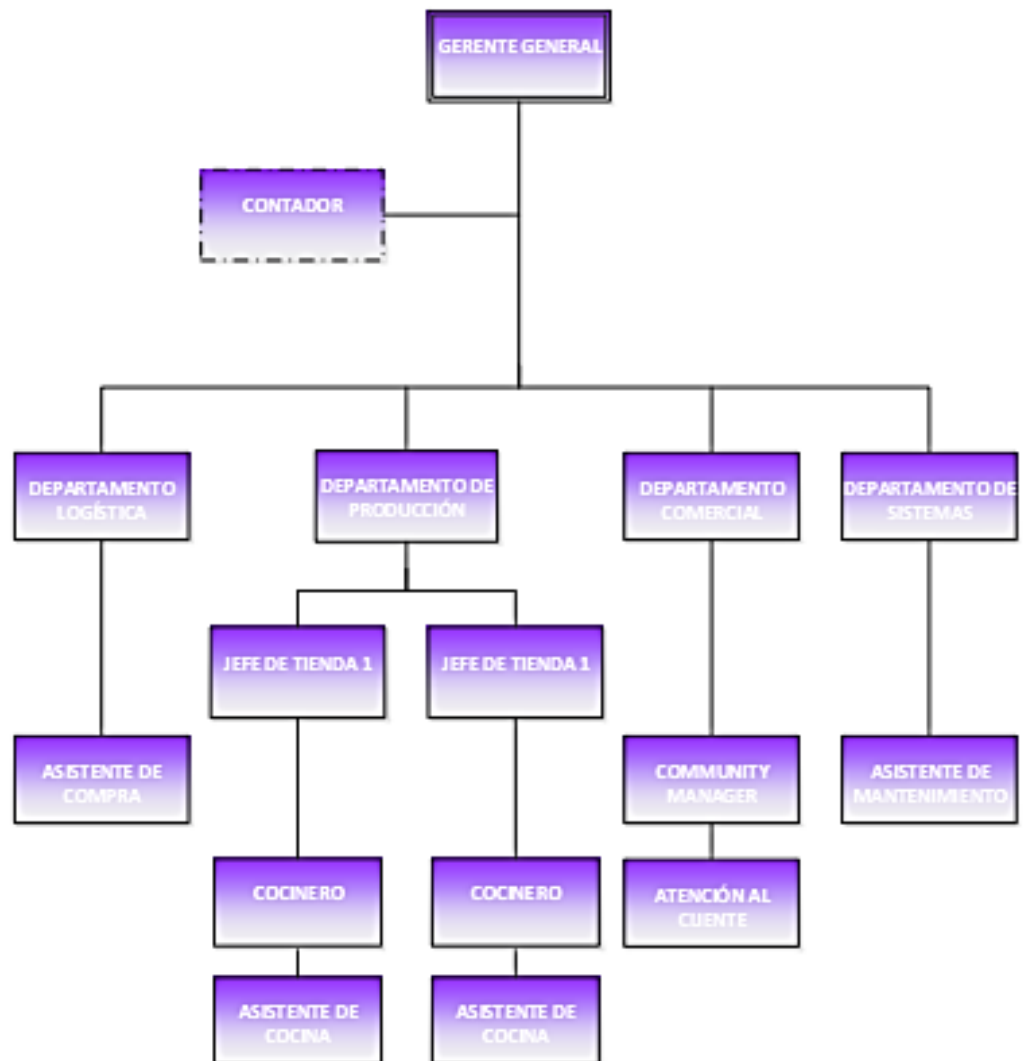 GERENTE GENERAL
CONTADOR
DEPARTAMENTO
LOGÍSTICA
DEPARTAMENTO DE
PRODUCCIÓN
DEPARTAMENTO
COMERCIAL
DEPARTAMENTO DE
SISTEMAS
JEFE DE TIENDA 1
JEFE DE TIENDA 1
ASISTENTE DE
COMPRA
COMMUNITY
MANAGER
ASISTENTE DE
MANTENIMIENTO
COCINERO
COCINERO
ATENCIÓN AL
CLIENTE
ASISTENTE DE
COCINA
ASISTENTE DE
COCINA